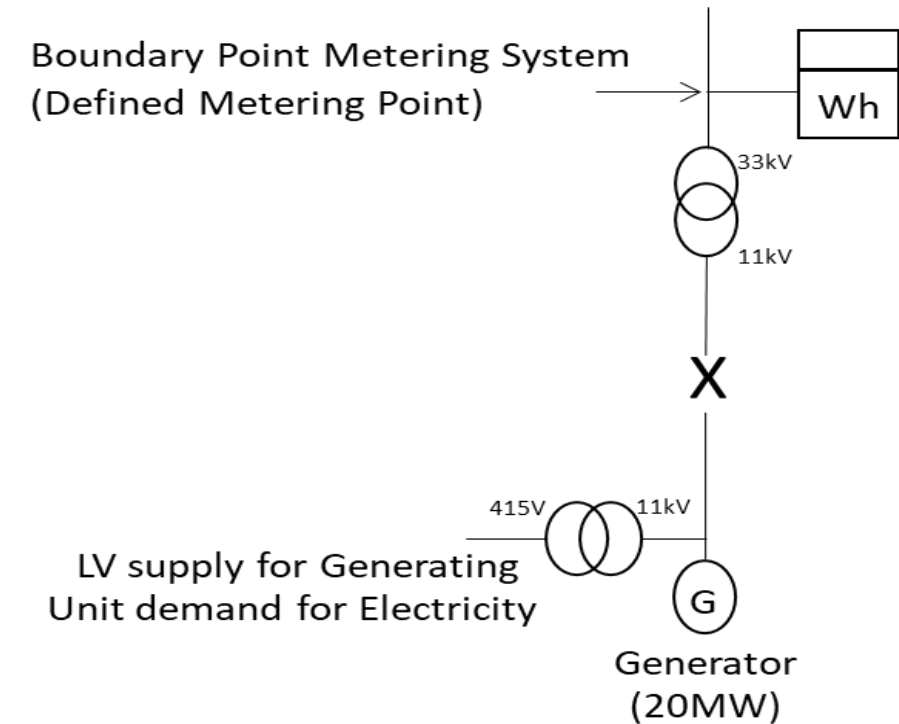 Boundary Point Metering System
(Defined Metering Point)
Wh
33kV
11kV
X
415V
11kV
LV supply for Generating
Unit demand for Electricity
G
Generator
(20MW)